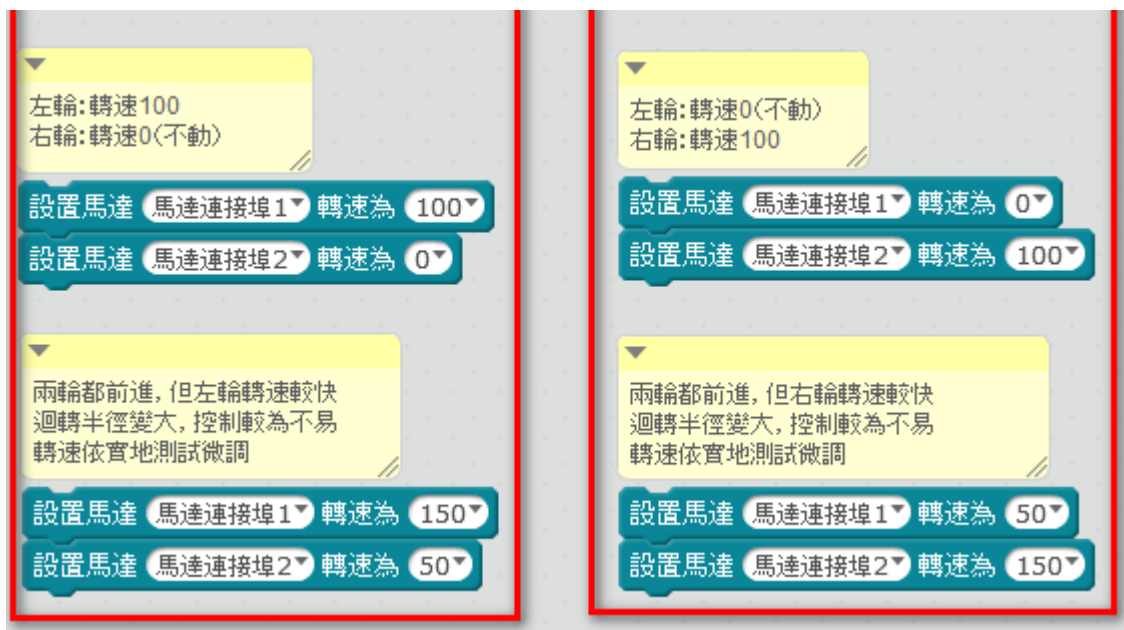 左輪:轉速100
右輪:轉速0(不動)
設置馬達 馬達連接埠1 轉速為 100
設置馬達 馬達連接埠2 轉速為 0
兩輪都前進, 但左輪轉速較快
迴轉半徑變大, 控制較為不易
轉速依實地測試微調
設置馬達 馬達連接埠1 轉速為 150
設置馬達 馬達連接埠2 轉速為 50
左輪:轉速0(不動)
右輪:轉速100
設置馬達 馬達連接埠1 轉速為 0
設置馬達 馬達連接埠2 轉速為 100
兩輪都前進, 但右輪轉速較快
迴轉半徑變大, 控制較為不易
轉速依實地測試微調
設置馬達 馬達連接埠1 轉速為 50
設置馬達 馬達連接埠2 轉速為 150